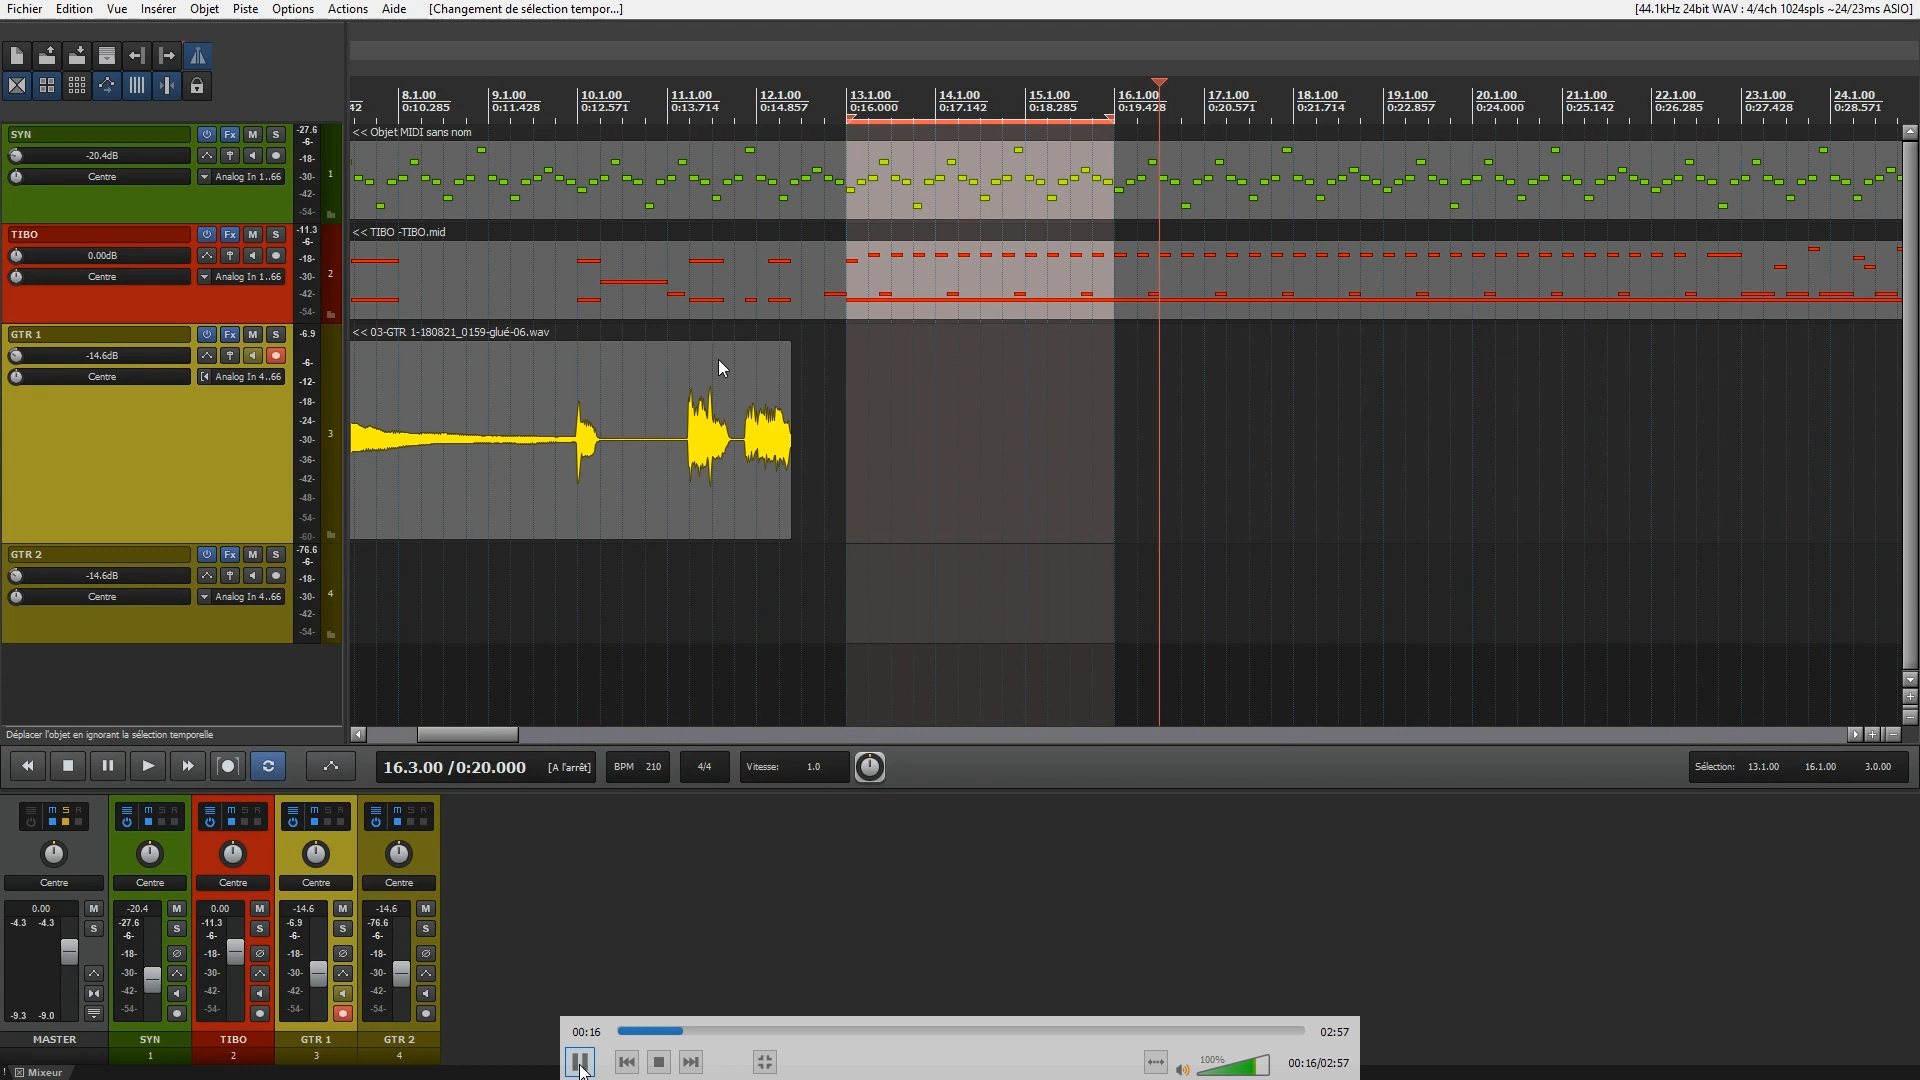 Fichier Edition Vue Insérer Objet Piste Options Actions Aide [Changement de sélection tempor...] [44.1kHz 24bit WAV : 4/4ch 1024spls ~24/23ms ASIO]
42 8.1.00 9.1.00 10.1.00 11.1.00 12.1.00 13.1.00 14.1.00 15.1.00 16.1.00 17.1.00 18.1.00 19.1.00 20.1.00 21.1.00 22.1.00 23.1.00 24.1.00
0:10.285 0:11.428 0:12.571 0:13.714 0:14.857 0:16.000 0:17.142 0:18.285 0:19.428 0:20.571 0:21.714 0:22.857 0:24.000 0:25.142 0:26.285 0:27.428 0:28.571
SYN Fx M S -27.6 << Objet MIDI sans nom
-6-
-20.4dB -18-
Centre Analog In 1..66 -30- 1
-42-
-54-
TIBO Fx M S -11.3 << TIBO -TIBO.mid
-6-
0.00dB -18-
Centre Analog In 1..66 -30- 2
-42-
-54-
GTR 1 Fx M S -6.9 << 03-GTR 1-180821_0159-glué-06.wav
-14.6dB -6-
Centre Analog In 4..66 -12-
-18-
-24-
-30- 3
-36-
-42-
-48-
-54-
-60-
GTR 2 Fx M S -76.6
-6-
-14.6dB -18-
Centre Analog In 4..66 -30- 4
-42-
-54-
Déplacer l'objet en ignorant la sélection temporelle
16.3.00 / 0:20.000 [A l'arrêt] BPM 210 4/4 Vitesse: 1.0 Sélection: 13.1.00 16.1.00 3.0.00
M S R M S R M S R M S R M S R
Centre Centre Centre Centre Centre
0.00 M -20.4 M 0.00 M -14.6 M -14.6 M
-4.3 -4.3 S -27.6 S -11.3 S -6.9 S -76.6 S
-6- -6- -6- -6-
-18- -18- -18- -18-
-30- -30- -30- -30-
-42- -42- -42- -42-
-9.3 -9.0 -54- -54- -54- -54-
MASTER SYN TIBO GTR 1 GTR 2
1 2 3 4
! Mixeur
00:16 02:57
100% 00:16/02:57